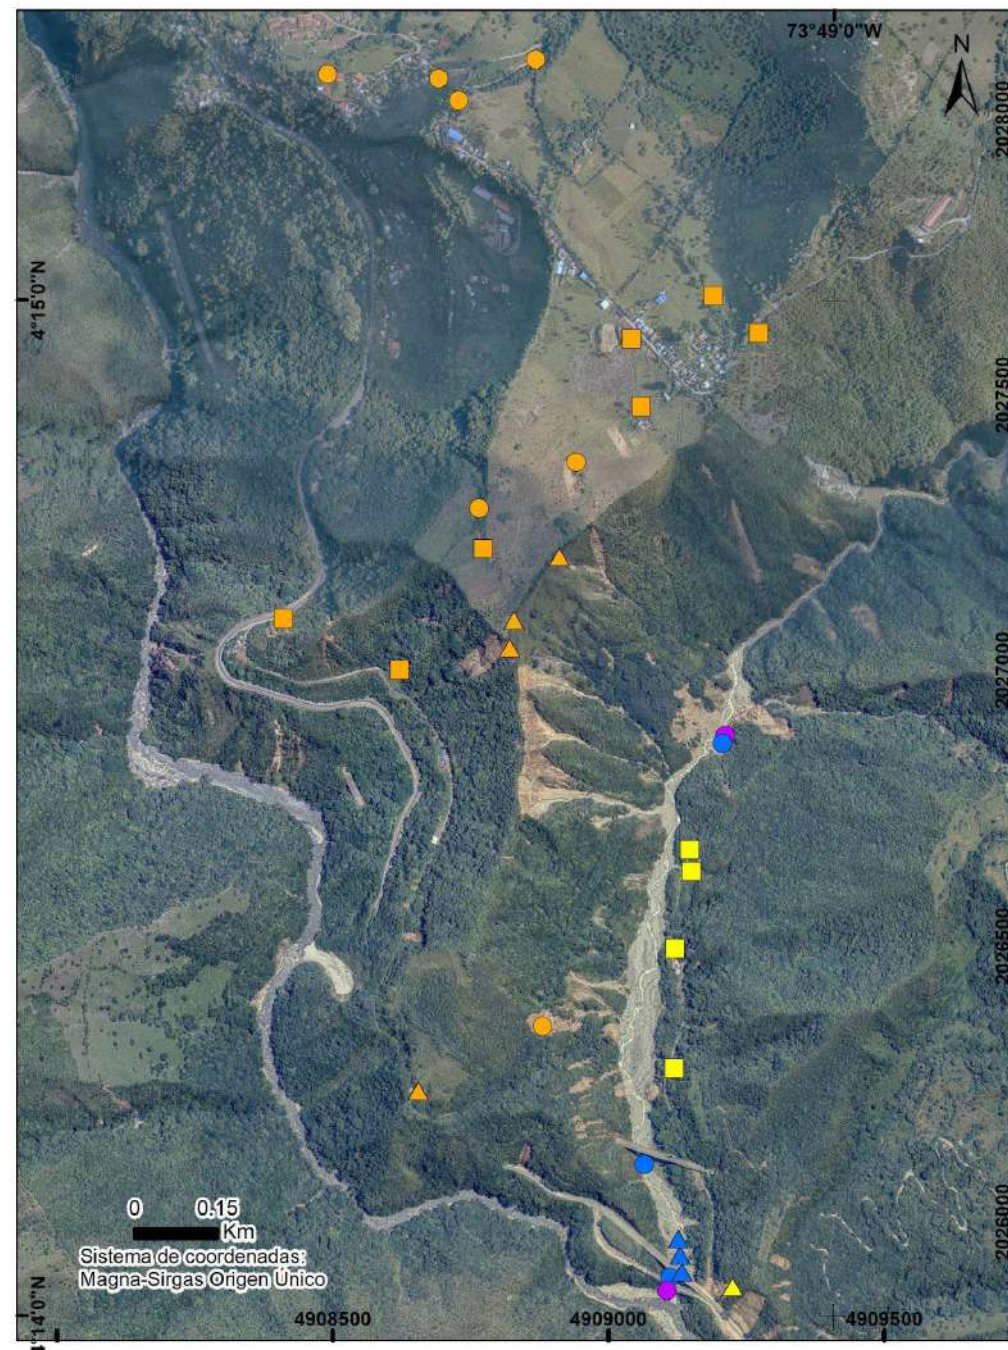 73°49'0"W
N
2028000
4°15'0"N
2027500
2027000
2026500
0 0,15
Km
Sistema de coordenadas:
Magna-Sirgas Origen Único
2026000
4°14'0"N
4908500 4909000 4909500